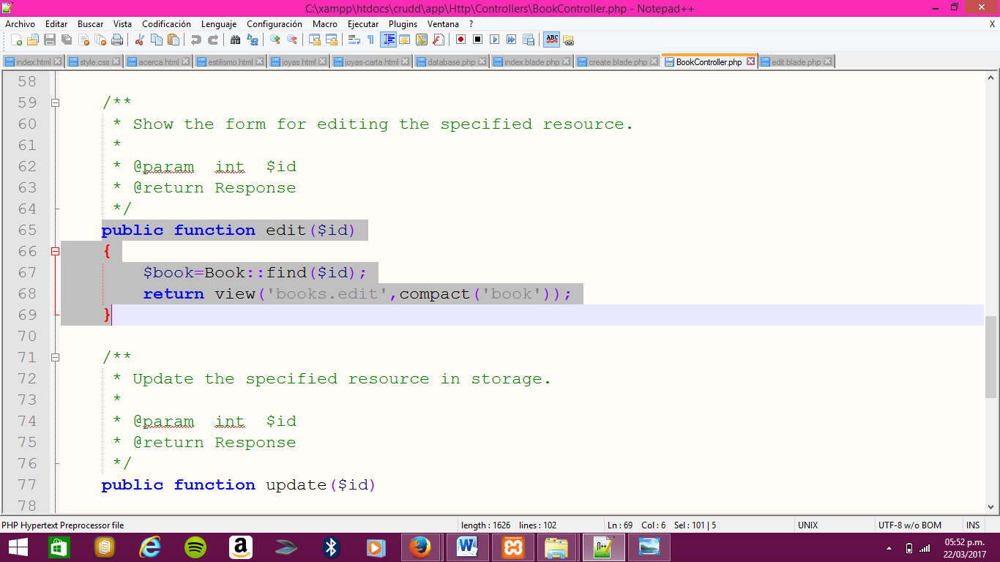 C:\xampp\htdocs\crudd\app\Http\Controllers\BookController.php - Notepad++
Archivo Editar Buscar Vista Codificación Lenguaje Configuración Macro Ejecutar Plugins Ventana ? X
index.html style.css acerca.html estilismo.html joyas.html joyas-carta.html database.php index.blade.php create.blade.php BookController.php edit.blade.php
58
59 /**
60 * Show the form for editing the specified resource.
61 *
62 * @param int $id
63 * @return Response
64 */
65 public function edit($id)
66 {
67 $book=Book::find($id);
68 return view('books.edit',compact('book'));
69 }
70
71 /**
72 * Update the specified resource in storage.
73 *
74 * @param int $id
75 * @return Response
76 */
77 public function update($id)
78
PHP Hypertext Preprocessor file length : 1626 lines : 102 Ln : 69 Col : 6 Sel : 101 | 5 UNIX UTF-8 w/o BOM INS
05:52 p.m.
22/03/2017